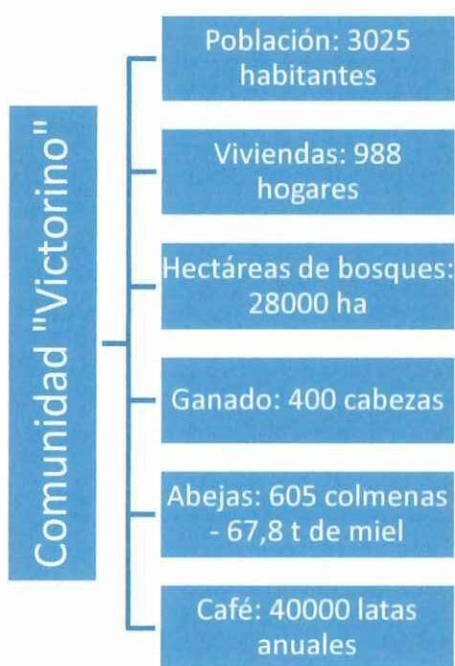 Comunidad "Victorino"
Población: 3025
habitantes
Viviendas: 988
hogares
Hectáreas de bosques:
28000 ha
Ganado: 400 cabezas
Abejas: 605 colmenas
- 67,8 t de miel
Café: 40000 latas
anuales